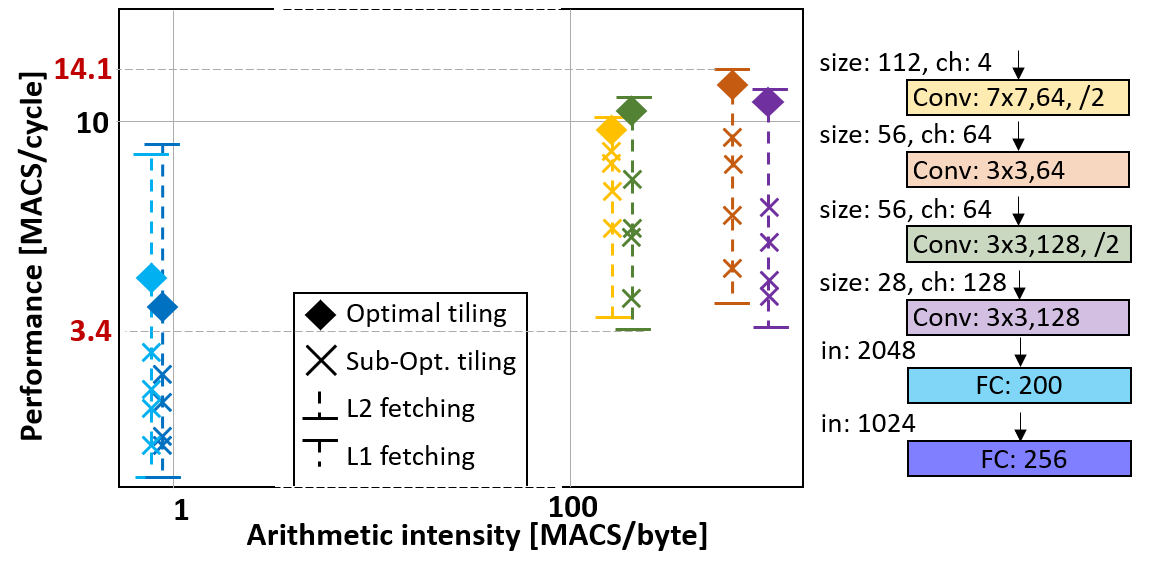 Performance [MACS/cycle]
14.1
10
3.4
1
100
Arithmetic intensity [MACS/byte]
Optimal tiling
Sub-Opt. tiling
L2 fetching
L1 fetching
size: 112, ch: 4
Conv: 7x7,64, /2
size: 56, ch: 64
Conv: 3x3,64
size: 56, ch: 64
Conv: 3x3,128, /2
size: 28, ch: 128
Conv: 3x3,128
in: 2048
FC: 200
in: 1024
FC: 256